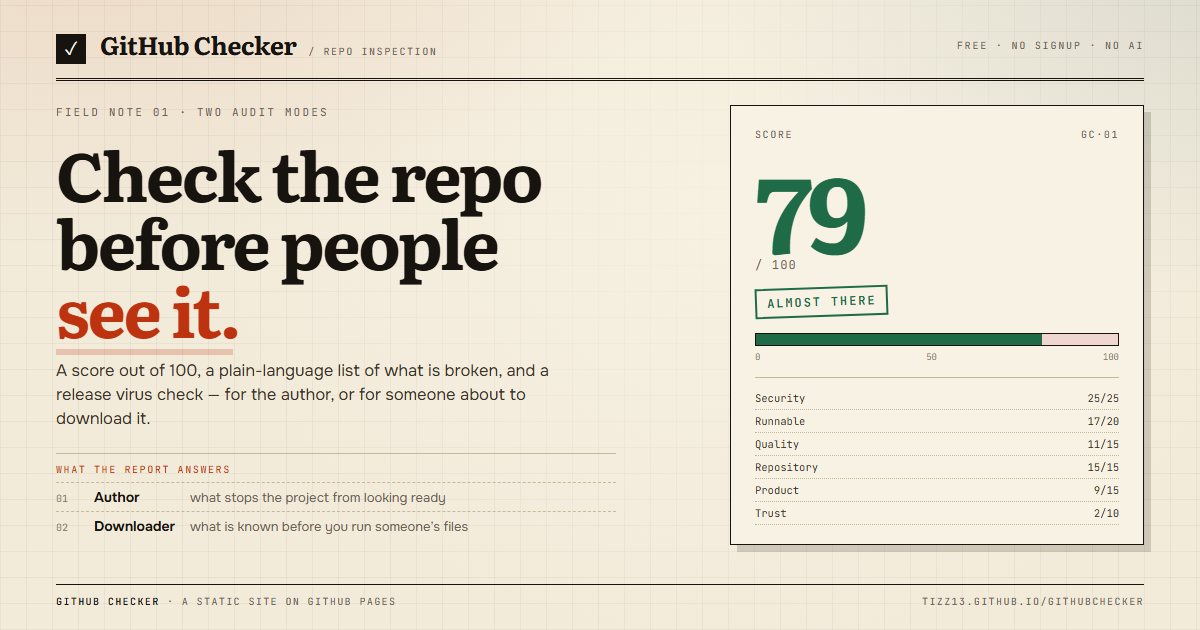 ✓ GitHub Checker / REPO INSPECTION
FREE · NO SIGNUP · NO AI
FIELD NOTE 01 · TWO AUDIT MODES
Check the repo
before people
see it.
A score out of 100, a plain-language list of what is broken, and a
release virus check — for the author, or for someone about to
download it.
WHAT THE REPORT ANSWERS
01 Author what stops the project from looking ready
02 Downloader what is known before you run someone's files
SCORE GC·01
79
/ 100
ALMOST THERE
0 50 100
Security 25/25
Runnable 17/20
Quality 11/15
Repository 15/15
Product 9/15
Trust 2/10
GITHUB CHECKER · A STATIC SITE ON GITHUB PAGES
TIZZ13.GITHUB.IO/GITHUBCHECKER